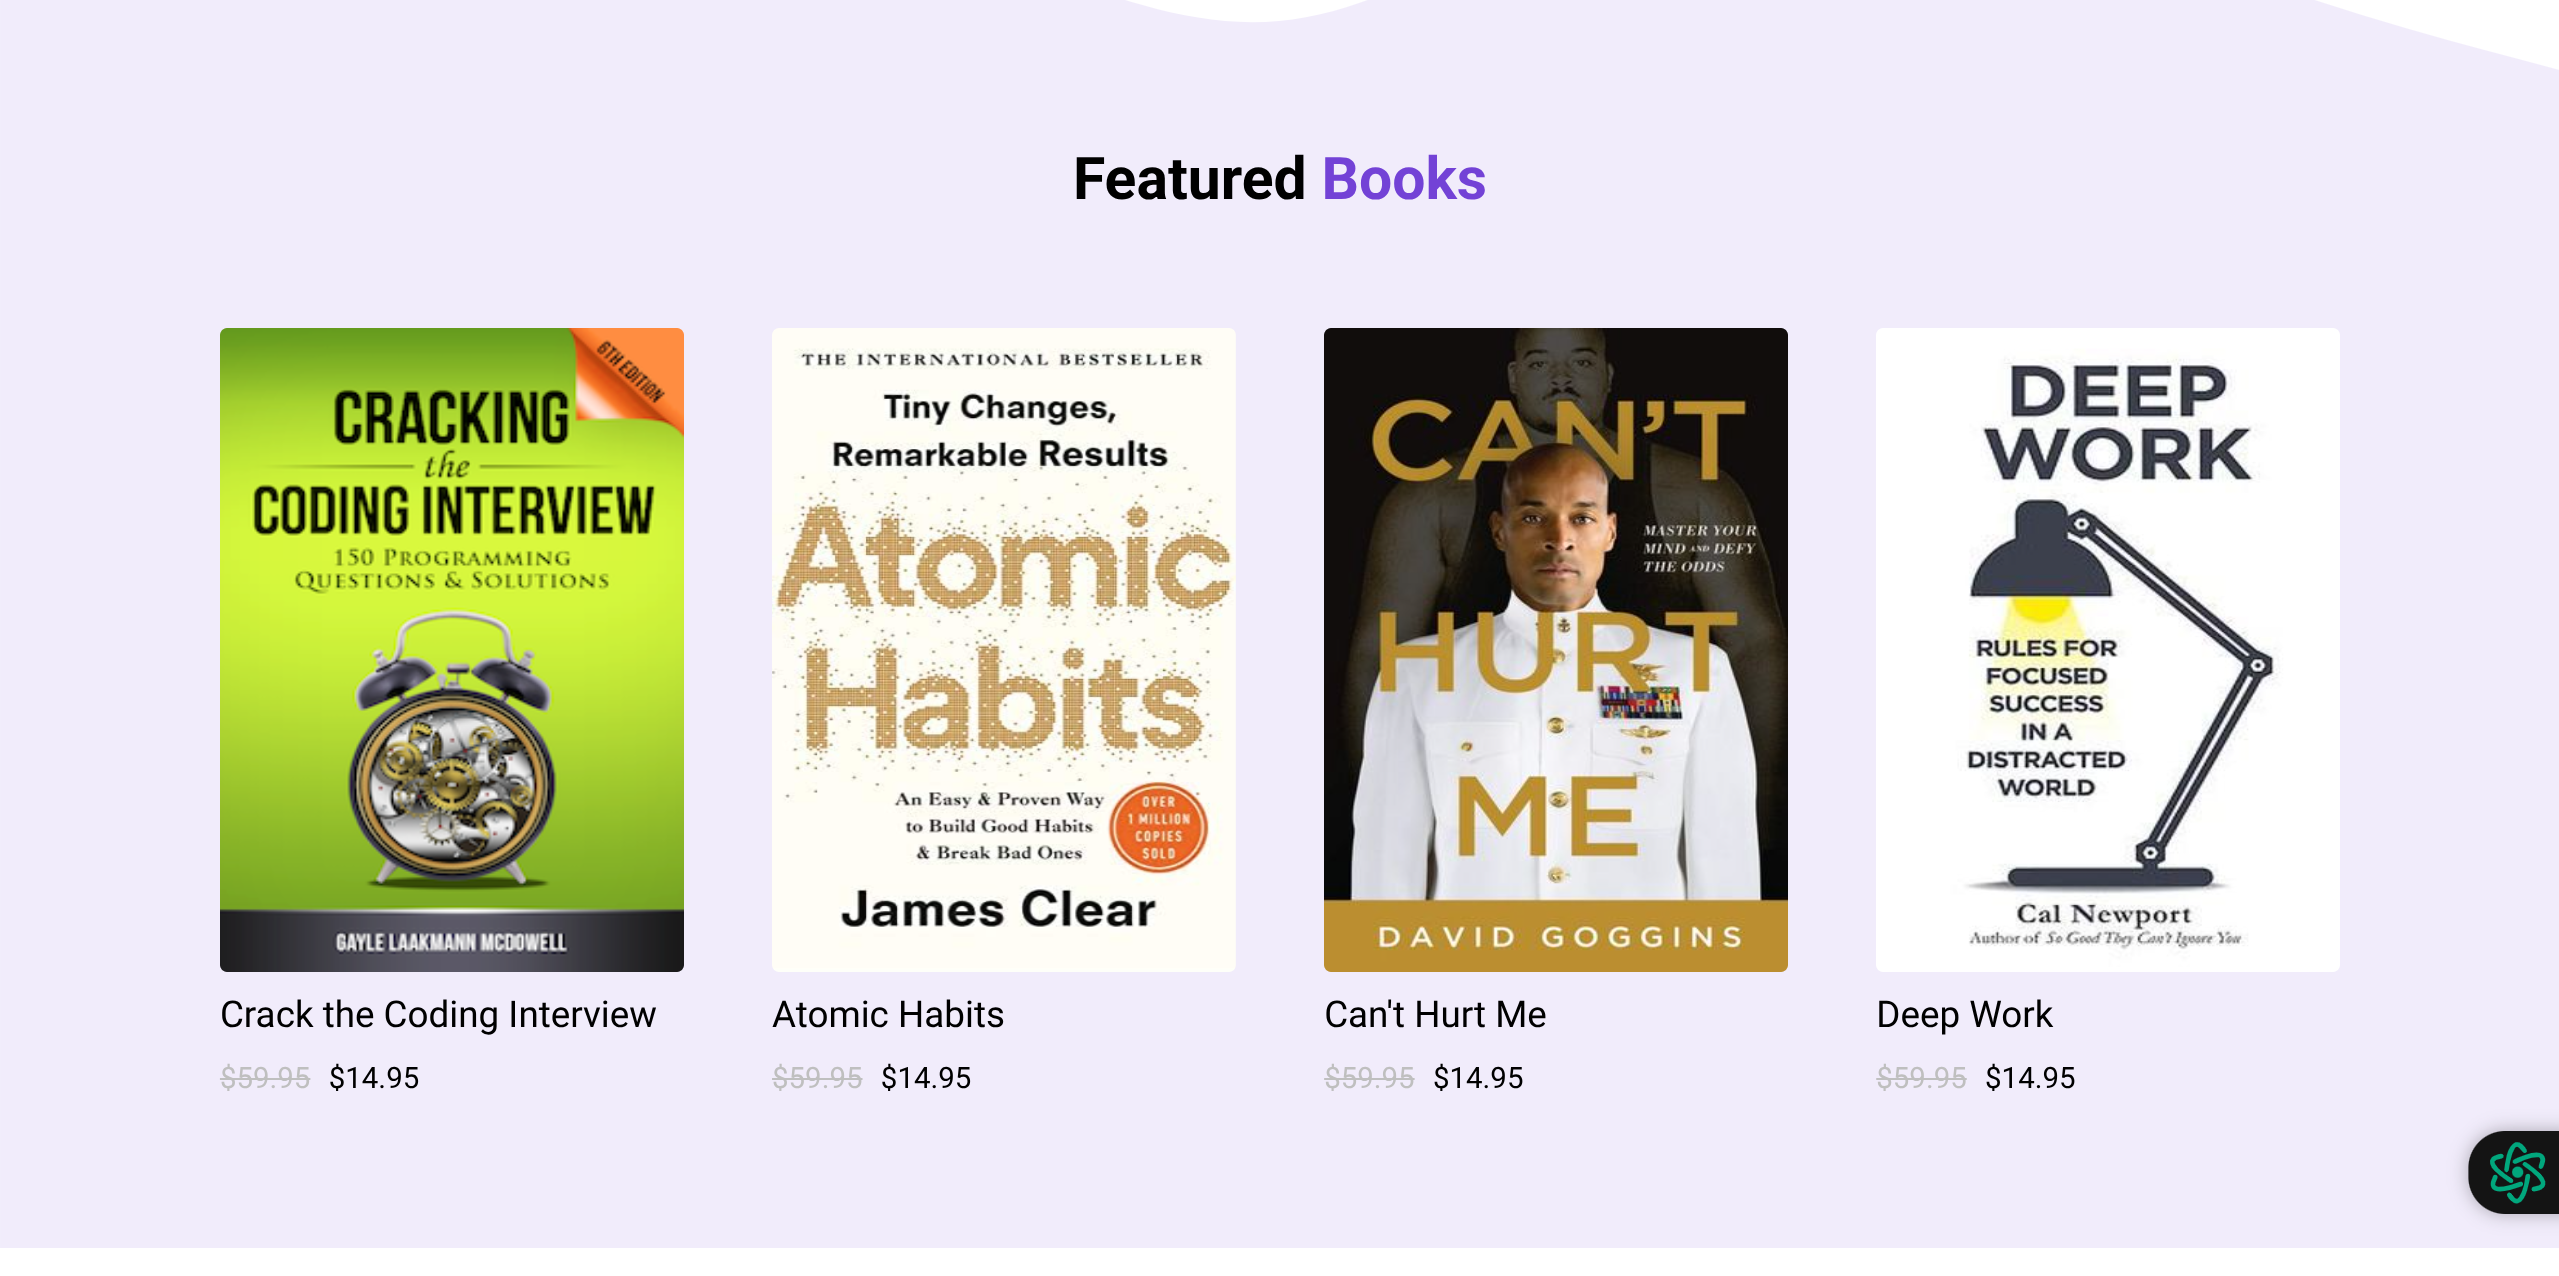 Featured Books
6TH EDITION
CRACKING
the
CODING INTERVIEW
150 PROGRAMMING
QUESTIONS & SOLUTIONS
GAYLE LAAKMANN MCDOWELL
Crack the Coding Interview
$59.95 $14.95
THE INTERNATIONAL BESTSELLER
Tiny Changes,
Remarkable Results
Atomic
Habits
An Easy & Proven Way
to Build Good Habits
& Break Bad Ones
OVER
1 MILLION
COPIES
SOLD
James Clear
Atomic Habits
$59.95 $14.95
CAN'T
MASTER YOUR
MIND AND DEFY
THE ODDS
HURT
ME
DAVID GOGGINS
Can't Hurt Me
$59.95 $14.95
DEEP
WORK
RULES FOR
FOCUSED
SUCCESS
IN A
DISTRACTED
WORLD
Cal Newport
Author of So Good They Can't Ignore You
Deep Work
$59.95 $14.95